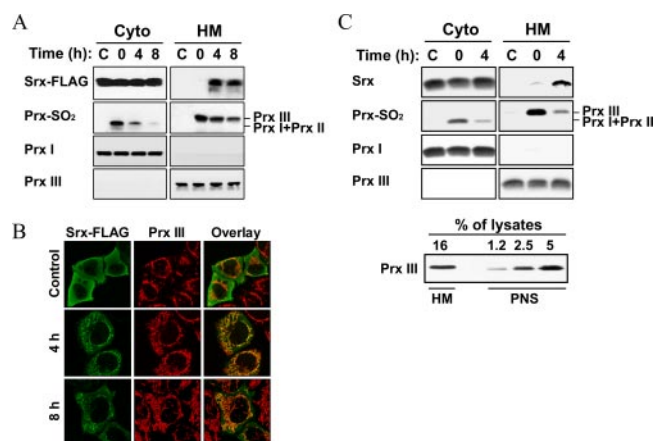 A
Cyto HM
Time (h): C 0 4 8 C 0 4 8
Srx-FLAG
Prx-SO2 Prx III
Prx I+Prx II
Prx I
Prx III
B
Srx-FLAG Prx III Overlay
Control
4 h
8 h
C
Cyto HM
Time (h): C 0 4 C 0 4
Srx
Prx-SO2 Prx III
Prx I+Prx II
Prx I
Prx III
% of lysates
16 1.2 2.5 5
Prx III
HM PNS